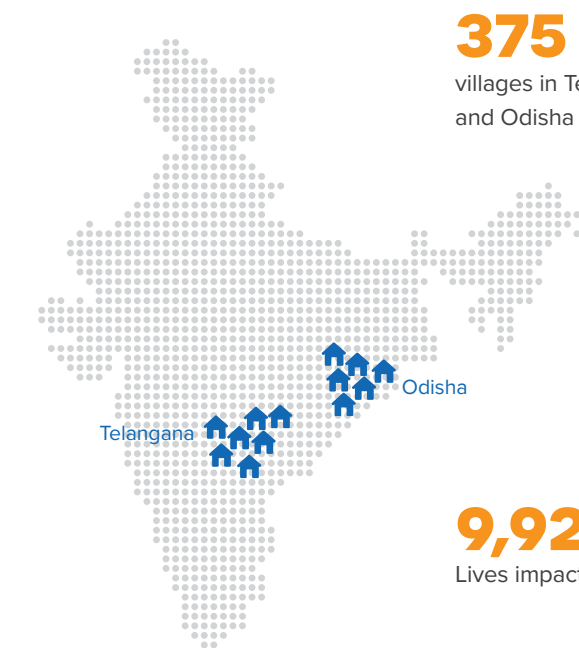 375
villages in Te
and Odisha
Odisha
Telangana
9,92
Lives impact